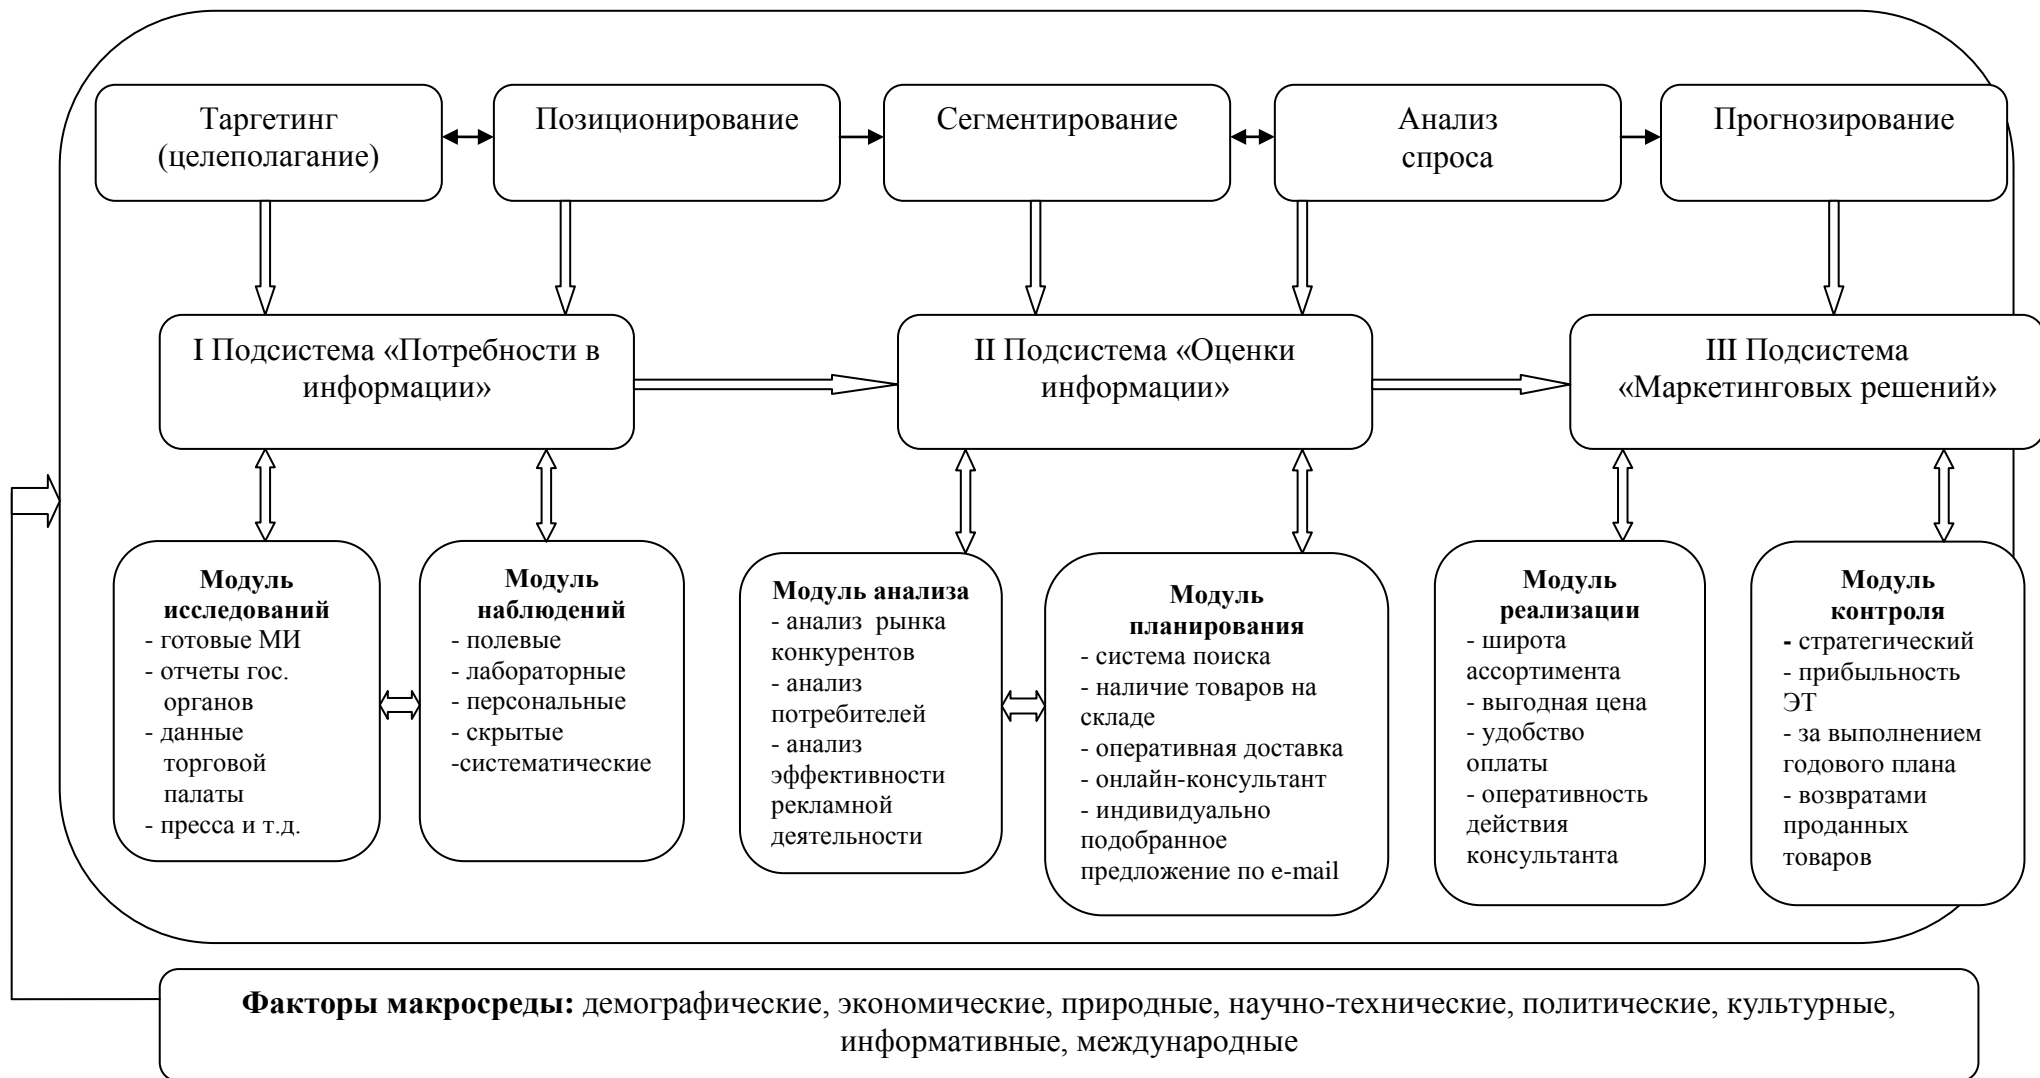 Таргетинг
(целеполагание)
Позиционирование
Сегментирование
Анализ
спроса
Прогнозирование
I Подсистема «Потребности в
информации»
II Подсистема «Оценки
информации»
III Подсистема
«Маркетинговых решений»
Модуль
исследований
- готовые МИ
- отчеты гос.
органов
- данные
торговой
палаты
- пресса и т.д.
Модуль
наблюдений
- полевые
- лабораторные
- персональные
- скрытые
-систематические
Модуль анализа
- анализ рынка
конкурентов
- анализ
потребителей
- анализ
эффективности
рекламной
деятельности
Модуль
планирования
- система поиска
- наличие товаров на
складе
- оперативная доставка
- онлайн-консультант
- индивидуально
подобранное
предложение по e-mail
Модуль
реализации
- широта
ассортимента
- выгодная цена
- удобство
оплаты
- оперативность
действия
консультанта
Модуль
контроля
- стратегический
- прибыльность
ЭТ
- за выполнением
годового плана
- возвратами
проданных
товаров
Факторы макросреды: демографические, экономические, природные, научно-технические, политические, культурные,
информативные, международные